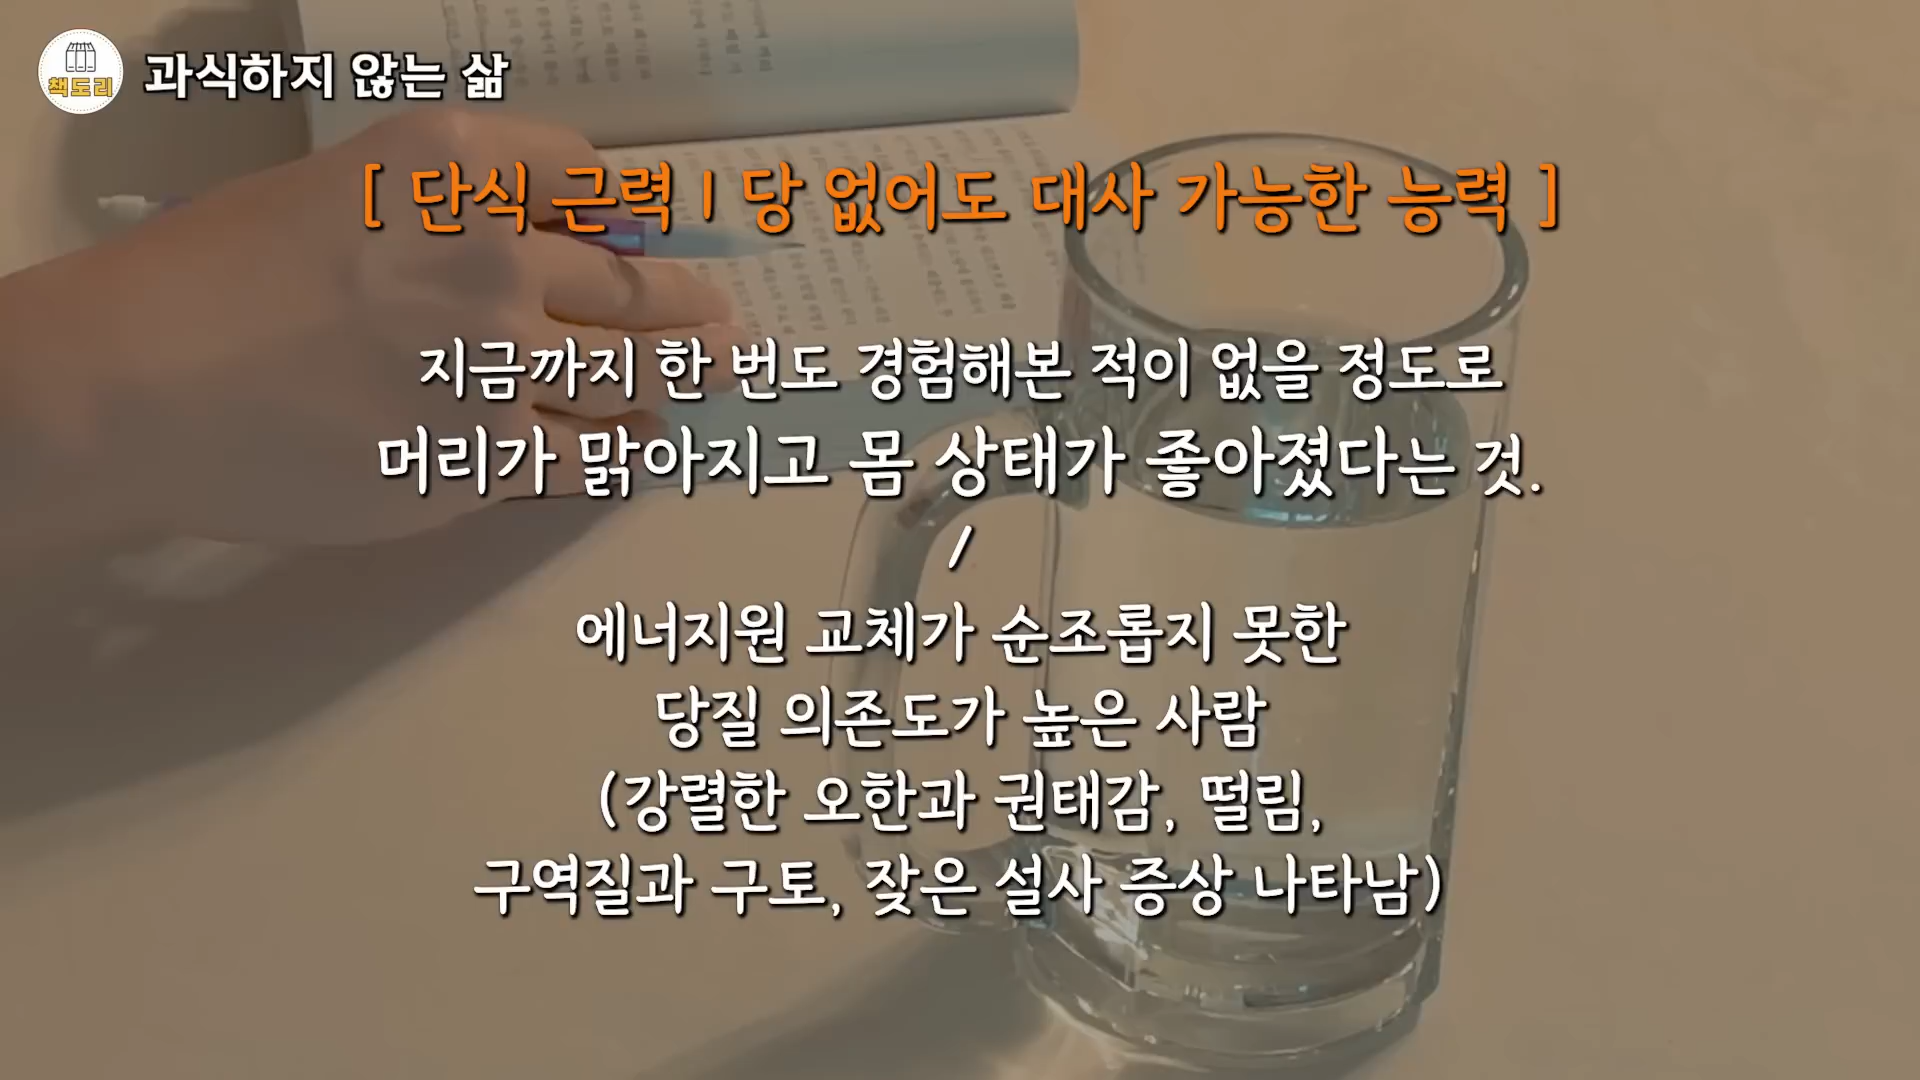 책도리
과식하지 않는 삶
[ 단식 근력 | 당 없어도 대사 가능한 능력 ]
지금까지 한 번도 경험해본 적이 없을 정도로
머리가 맑아지고 몸 상태가 좋아졌다는 것.
/
에너지원 교체가 순조롭지 못한
당질 의존도가 높은 사람
(강렬한 오한과 권태감, 떨림,
구역질과 구토, 잦은 설사 증상 나타남)